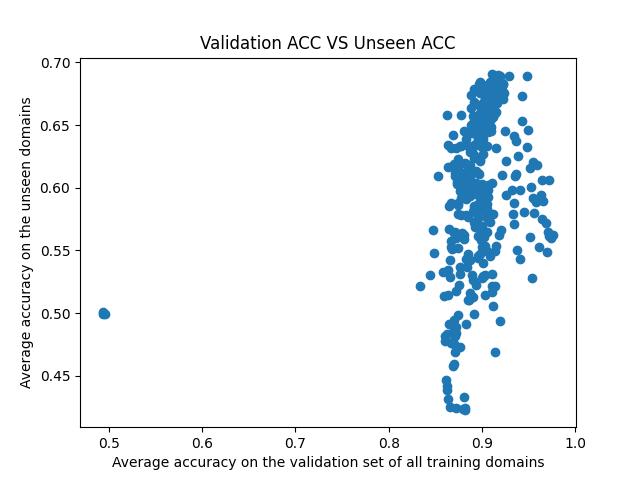 Validation ACC VS Unseen ACC
Average accuracy on the unseen domains
0.70
0.65
0.60
0.55
0.50
0.45
0.5 0.6 0.7 0.8 0.9 1.0
Average accuracy on the validation set of all training domains